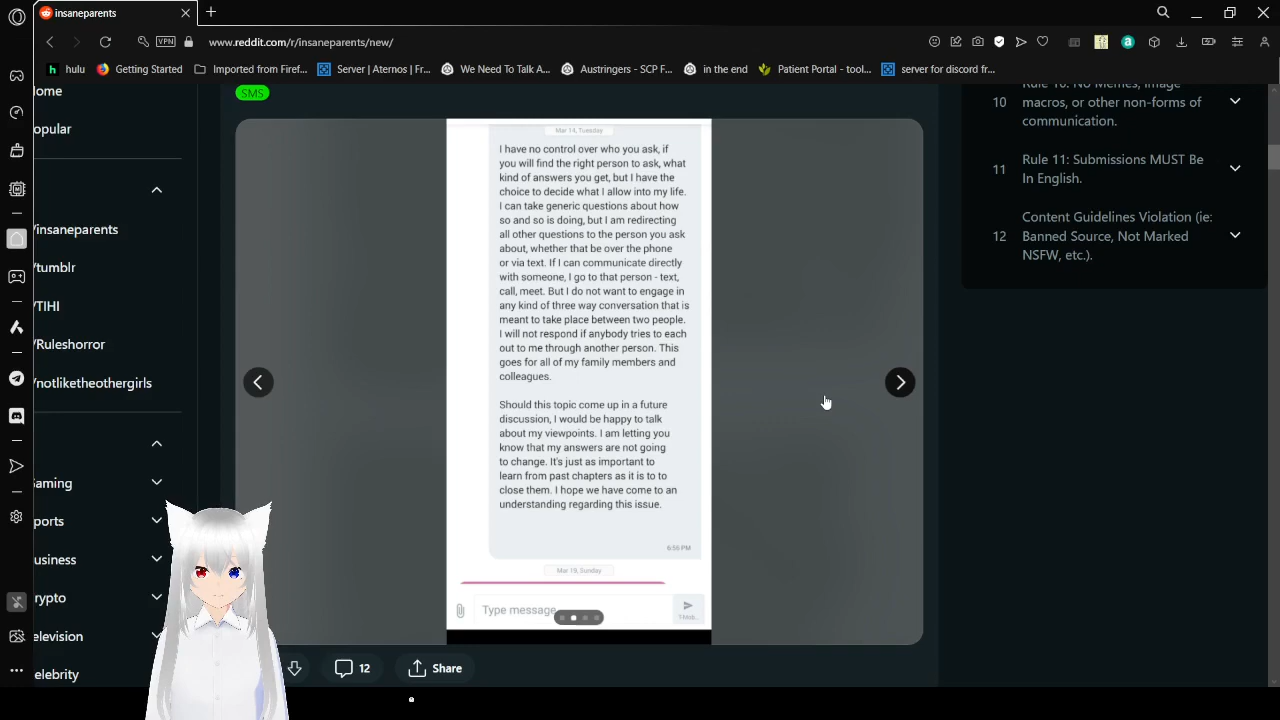 insaneparents
VPN
www.reddit.com/r/insaneparents/new/
hulu
Getting Started
Imported from Firef...
Server | Aternos | Fr...
We Need To Talk A...
Austringers - SCP F...
in the end
Patient Portal - tool...
server for discord fr...
ome
opular
/insaneparents
/tumblr
/TIHI
/Ruleshorror
/notliketheothergirls
aming
ports
usiness
rypto
elevision
elebrity
SMS
Mar 14, Tuesday
I have no control over who you ask, if
you will find the right person to ask, what
kind of answers you get, but I have the
choice to decide what I allow into my life.
I can take generic questions about how
so and so is doing, but I am redirecting
all other questions to the person you ask
about, whether that be over the phone
or via text. If I can communicate directly
with someone, I go to that person - text,
call, meet. But I do not want to engage in
any kind of three way conversation that is
meant to take place between two people.
I will not respond if anybody tries to each
out to me through another person. This
goes for all of my family members and
colleagues.
Should this topic come up in a future
discussion, I would be happy to talk
about my viewpoints. I am letting you
know that my answers are not going
to change. It's just as important to
learn from past chapters as it is to to
close them. I hope we have come to an
understanding regarding this issue.
6:56 PM
Mar 19, Sunday
Type message
T-Mob...
12
Share
Rule 10: No Memes, Image
10
macros, or other non-forms of
communication.
11
Rule 11: Submissions MUST Be
In English.
12
Content Guidelines Violation (ie:
Banned Source, Not Marked
NSFW, etc.).